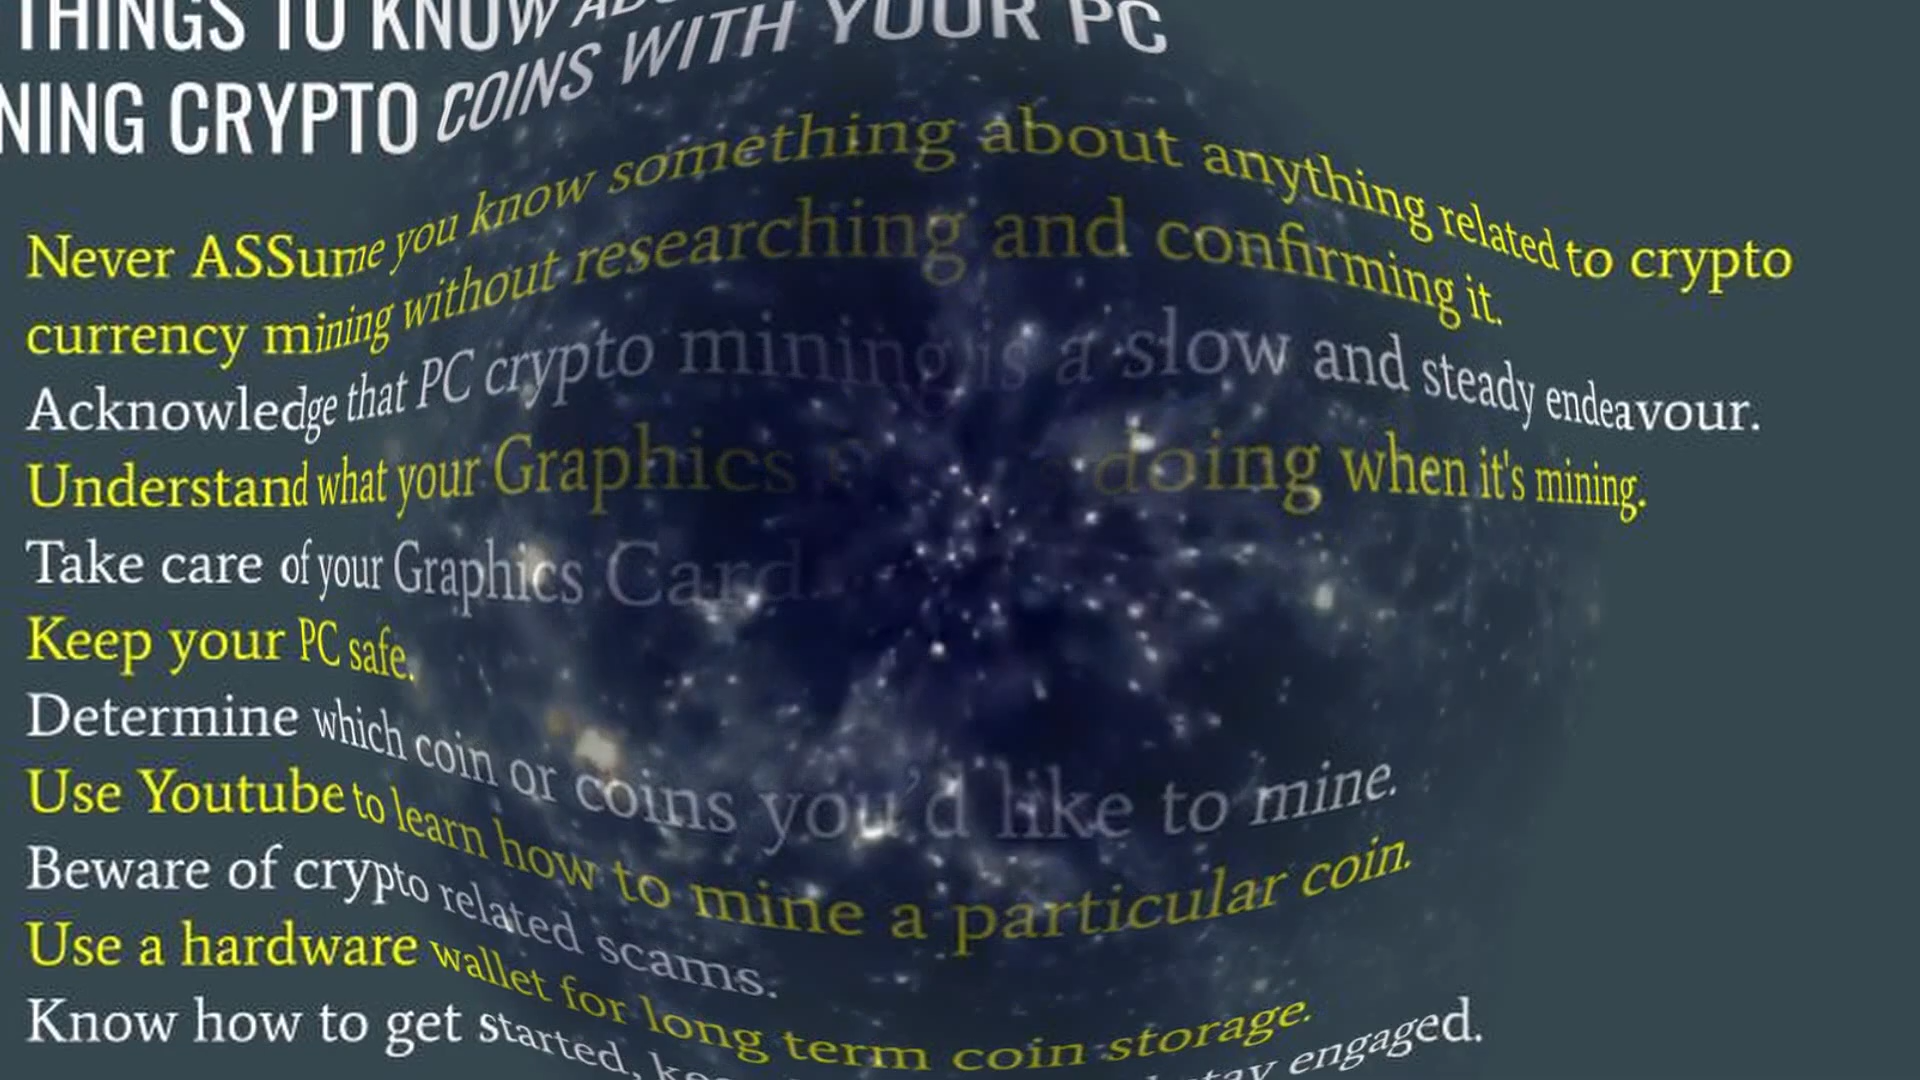 THINGS TO KNOW
NING CRYPTO COINS WITH YOUR PC
Never ASSume you know something about anything related to crypto
currency mining without researching and confirming it.
Acknowledge that PC crypto mining is a slow and steady endeavour.
Understand what your Graphics doing when it's mining.
Take care of your Graphics Card
Keep your PC safe.
Determine which coin or coins you'd like to mine.
Use Youtube to learn how to mine a particular coin.
Beware of crypto related scams.
Use a hardware wallet for long term coin storage.
Know how to get started, stay engaged.